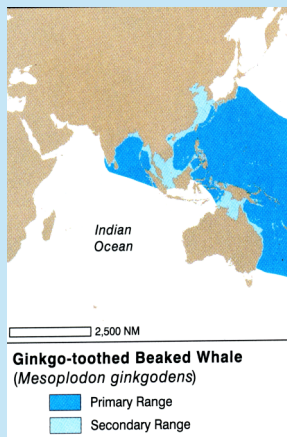 Indian
Ocean
2,500 NM
Ginkgo-toothed Beaked Whale
(Mesoplodon ginkgodens)
Primary Range
Secondary Range